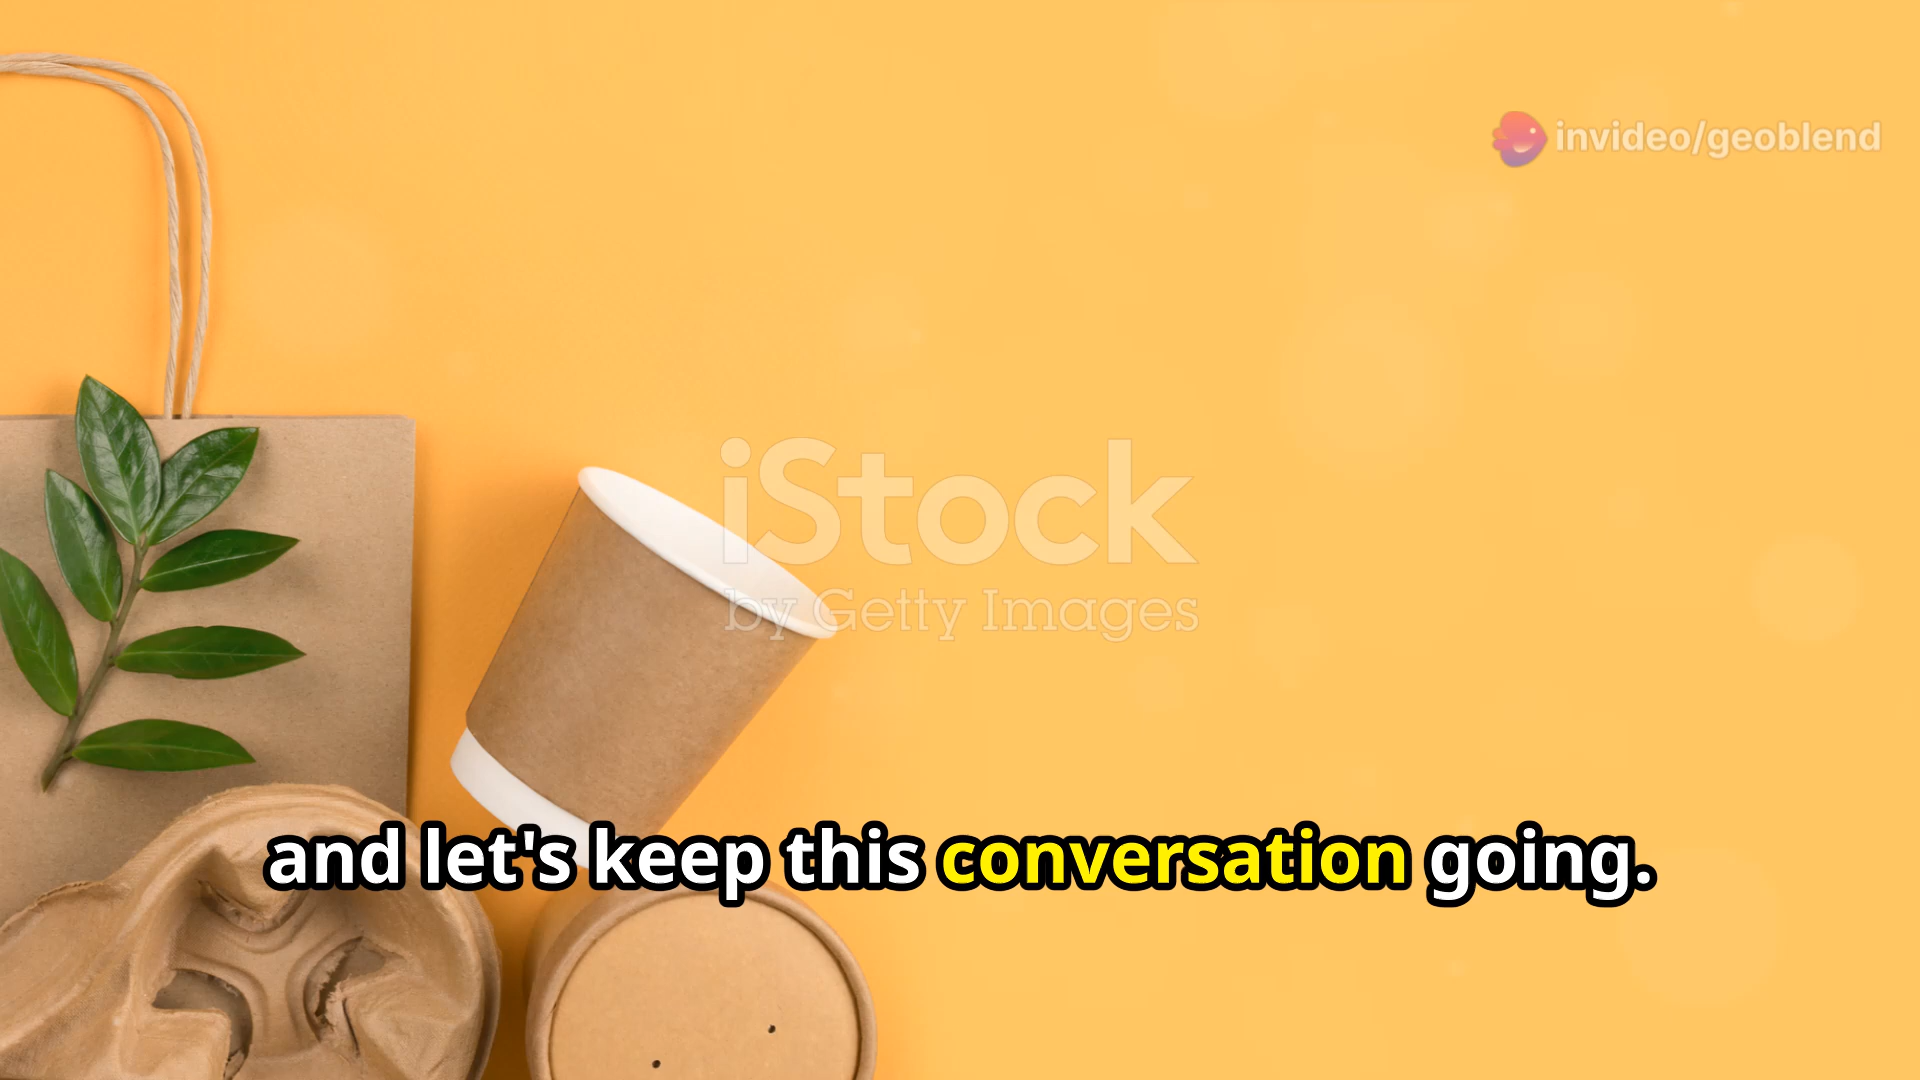 invideo/geoblend
iStock
by Getty Images
and let's keep this conversation going.